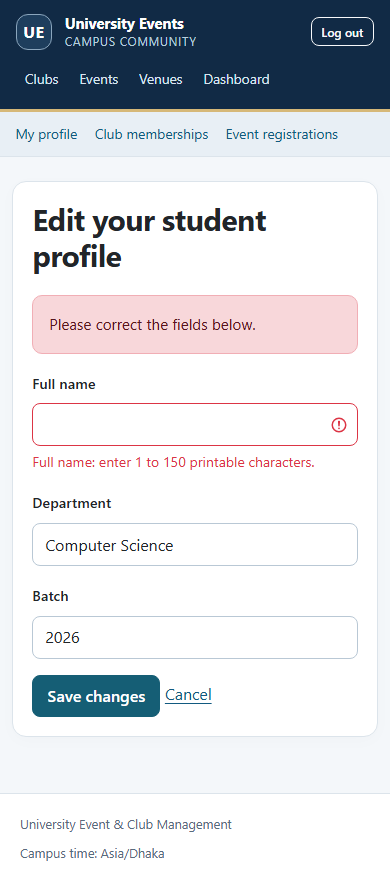 UE
University Events
CAMPUS COMMUNITY
Log out
Clubs Events Venues Dashboard
My profile Club memberships Event registrations
Edit your student
profile
Please correct the fields below.
Full name
Full name: enter 1 to 150 printable characters.
Department
Computer Science
Batch
2026
Save changes Cancel
University Event & Club Management
Campus time: Asia/Dhaka